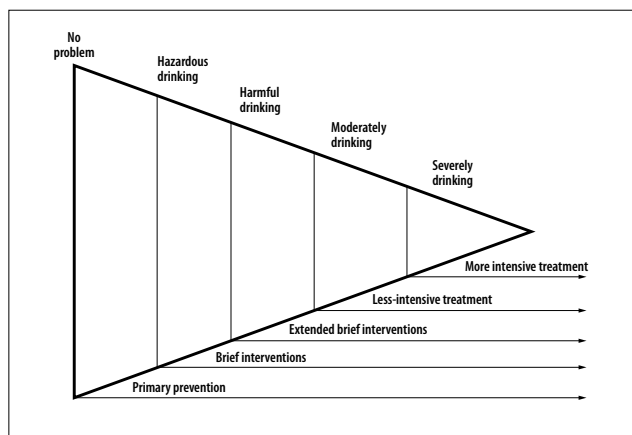 No
problem
Hazardous
drinking
Harmful
drinking
Moderately
drinking
Severely
drinking
More intensive treatment
Less-intensive treatment
Extended brief interventions
Brief interventions
Primary prevention